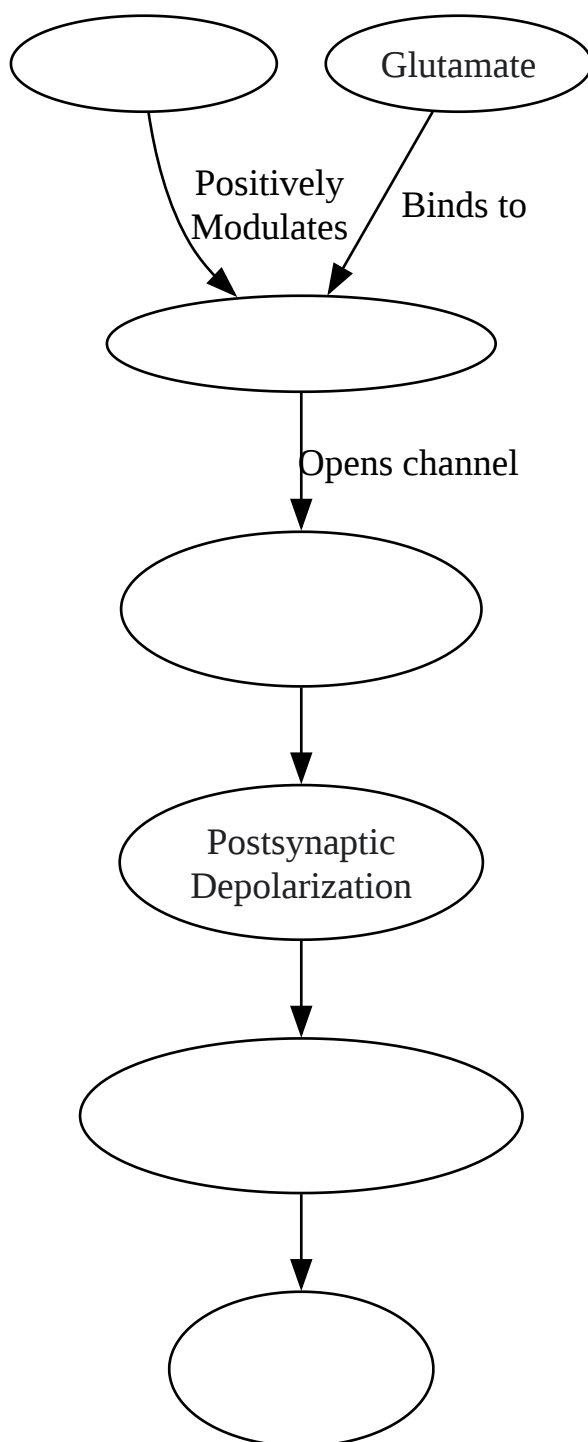 Glutamate
Positively
Modulates
Binds to
Opens channel
Postsynaptic
Depolarization